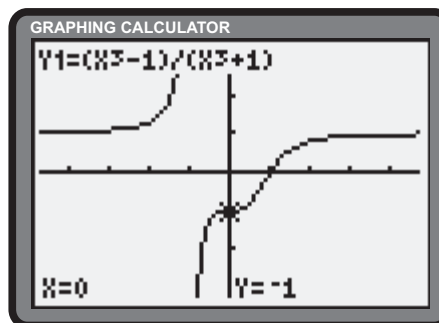 GRAPHING CALCULATOR
Y1=(X³-1)/(X³+1)
X=0 Y=-1